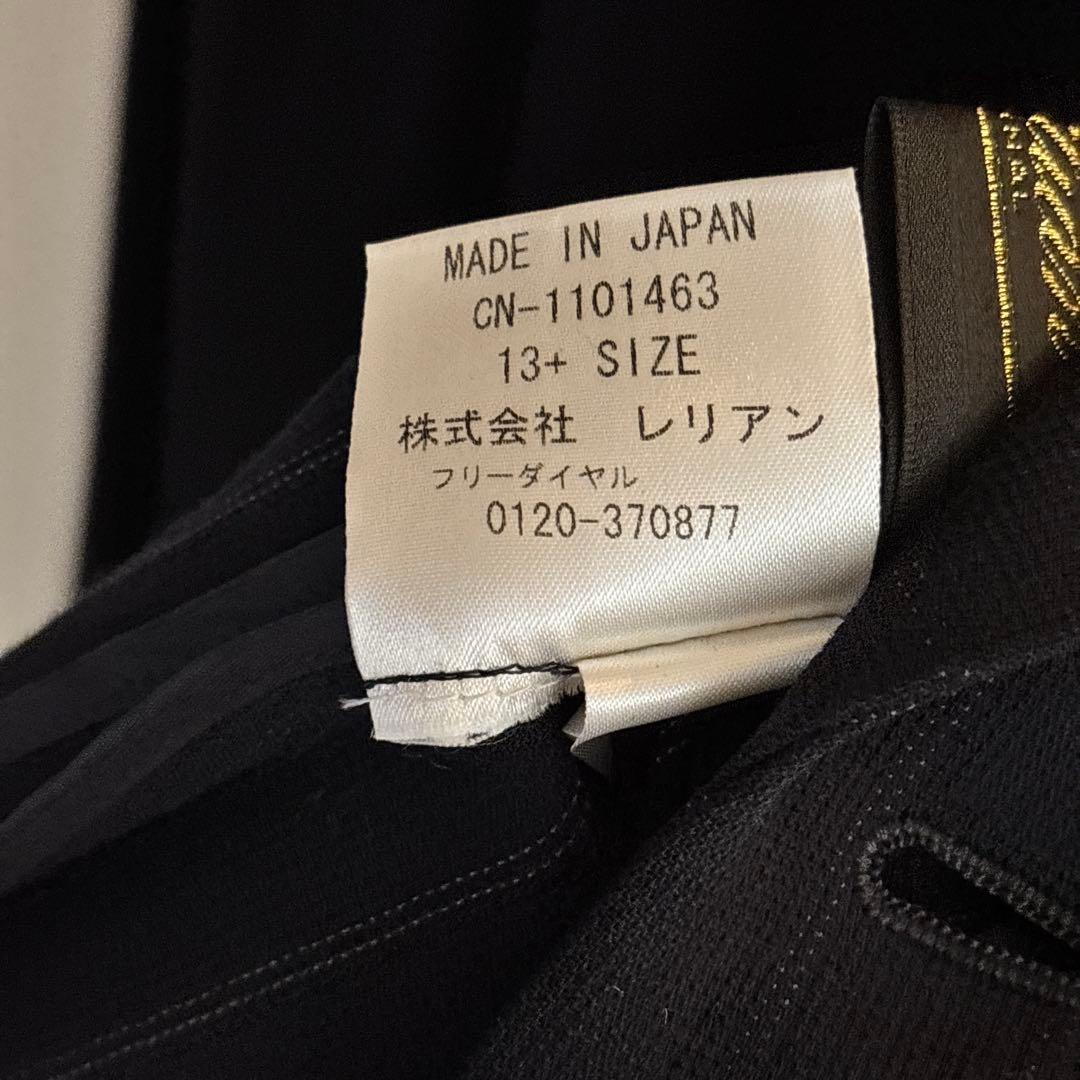 MADE IN JAPAN
CN-1101463
13+ SIZE
株式会社 レリアン
フリーダイヤル
0120-370877